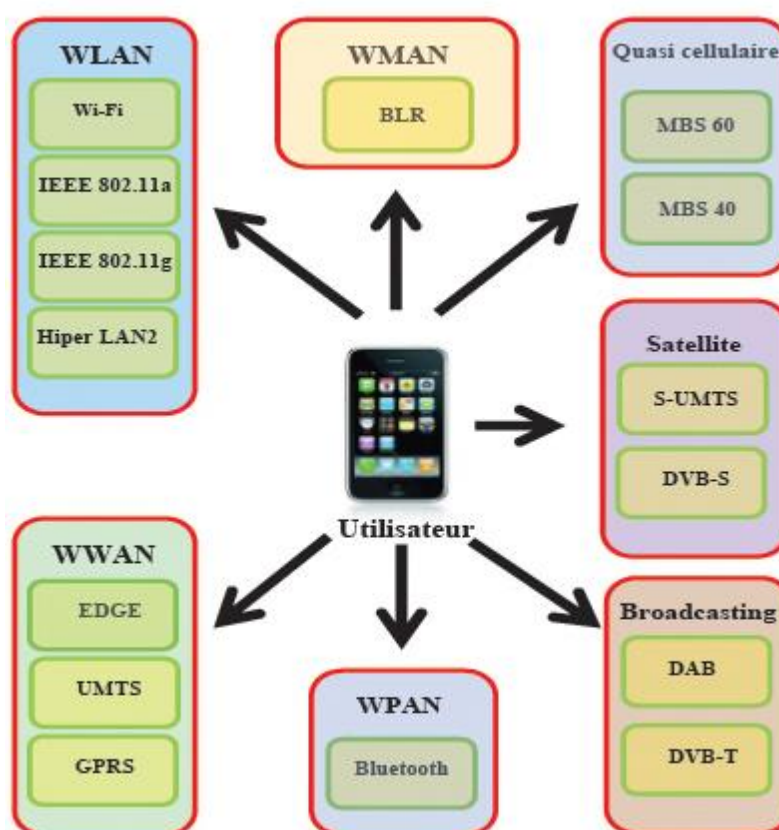 WLAN
Wi-Fi
IEEE 802.11a
IEEE 802.11g
Hiper LAN2
WMAN
BLR
Quasi cellulaire
MBS 60
MBS 40
Satellite
S-UMTS
DVB-S
Utilisateur
WWAN
EDGE
UMTS
GPRS
WPAN
Bluetooth
Broadcasting
DAB
DVB-T